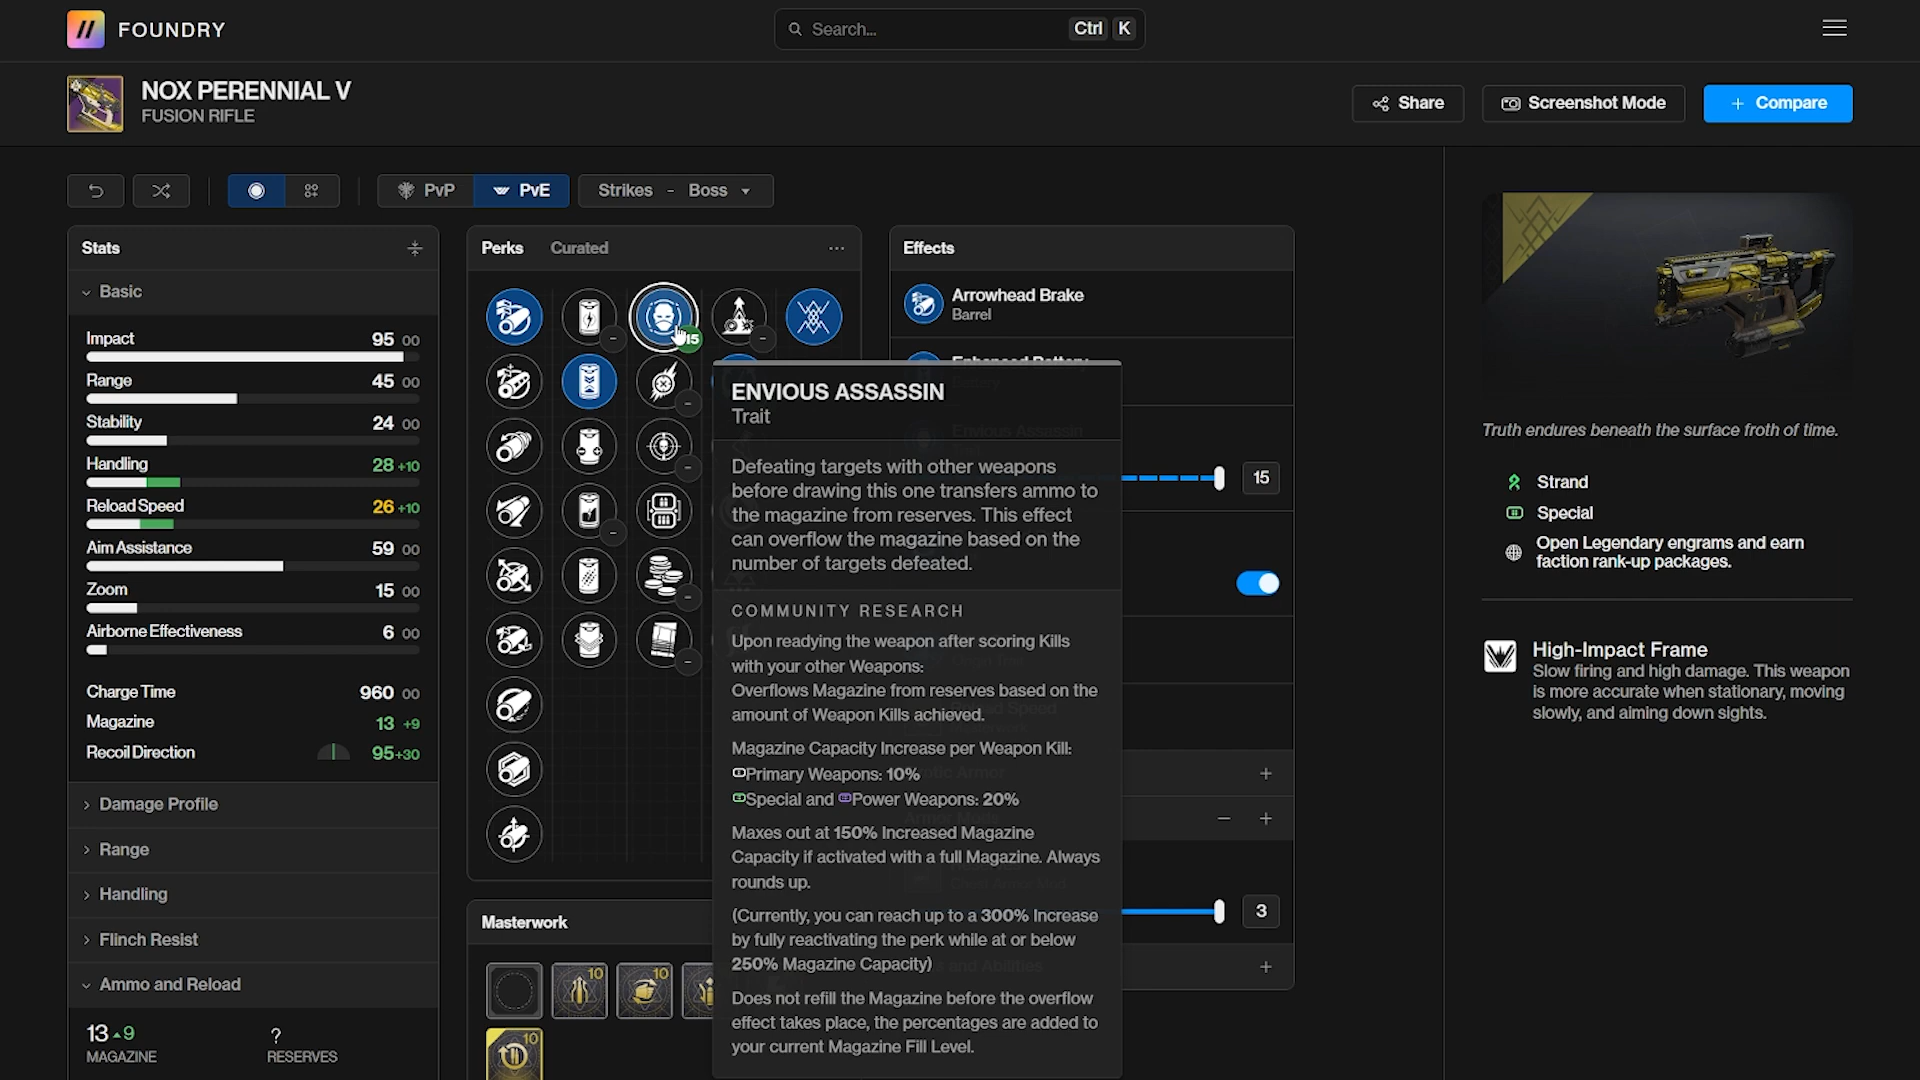 FOUNDRY
Search...
Ctrl K
NOX PERENNIAL V
FUSION RIFLE
Share
Screenshot Mode
+ Compare
PvP
PvE
Strikes - Boss
Stats
Basic
Impact 95 00
Range 45 00
Stability 24 00
Handling 28 +10
Reload Speed 26 +10
Aim Assistance 59 00
Zoom 15 00
Airborne Effectiveness 6 00
Charge Time 960 00
Magazine 13 +9
Recoil Direction 95 +30
Damage Profile
Range
Handling
Flinch Resist
Ammo and Reload
13 9
MAGAZINE
?
RESERVES
Perks
Curated
15
Masterwork
10
10
10
Effects
Arrowhead Brake
Barrel
Enhanced Battery
15
3
ENVIOUS ASSASSIN
Trait
Defeating targets with other weapons
before drawing this one transfers ammo to
the magazine from reserves. This effect
can overflow the magazine based on the
number of targets defeated.
COMMUNITY RESEARCH
Upon readying the weapon after scoring Kills
with your other Weapons:
Overflows Magazine from reserves based on the
amount of Weapon Kills achieved.
Magazine Capacity Increase per Weapon Kill:
Primary Weapons: 10%
Special and Power Weapons: 20%
Maxes out at 150% Increased Magazine
Capacity if activated with a full Magazine. Always
rounds up.
(Currently, you can reach up to a 300% Increase
by fully reactivating the perk while at or below
250% Magazine Capacity)
Does not refill the Magazine before the overflow
effect takes place, the percentages are added to
your current Magazine Fill Level.
Truth endures beneath the surface froth of time.
Strand
Special
Open Legendary engrams and earn
faction rank-up packages.
High-Impact Frame
Slow firing and high damage. This weapon
is more accurate when stationary, moving
slowly, and aiming down sights.